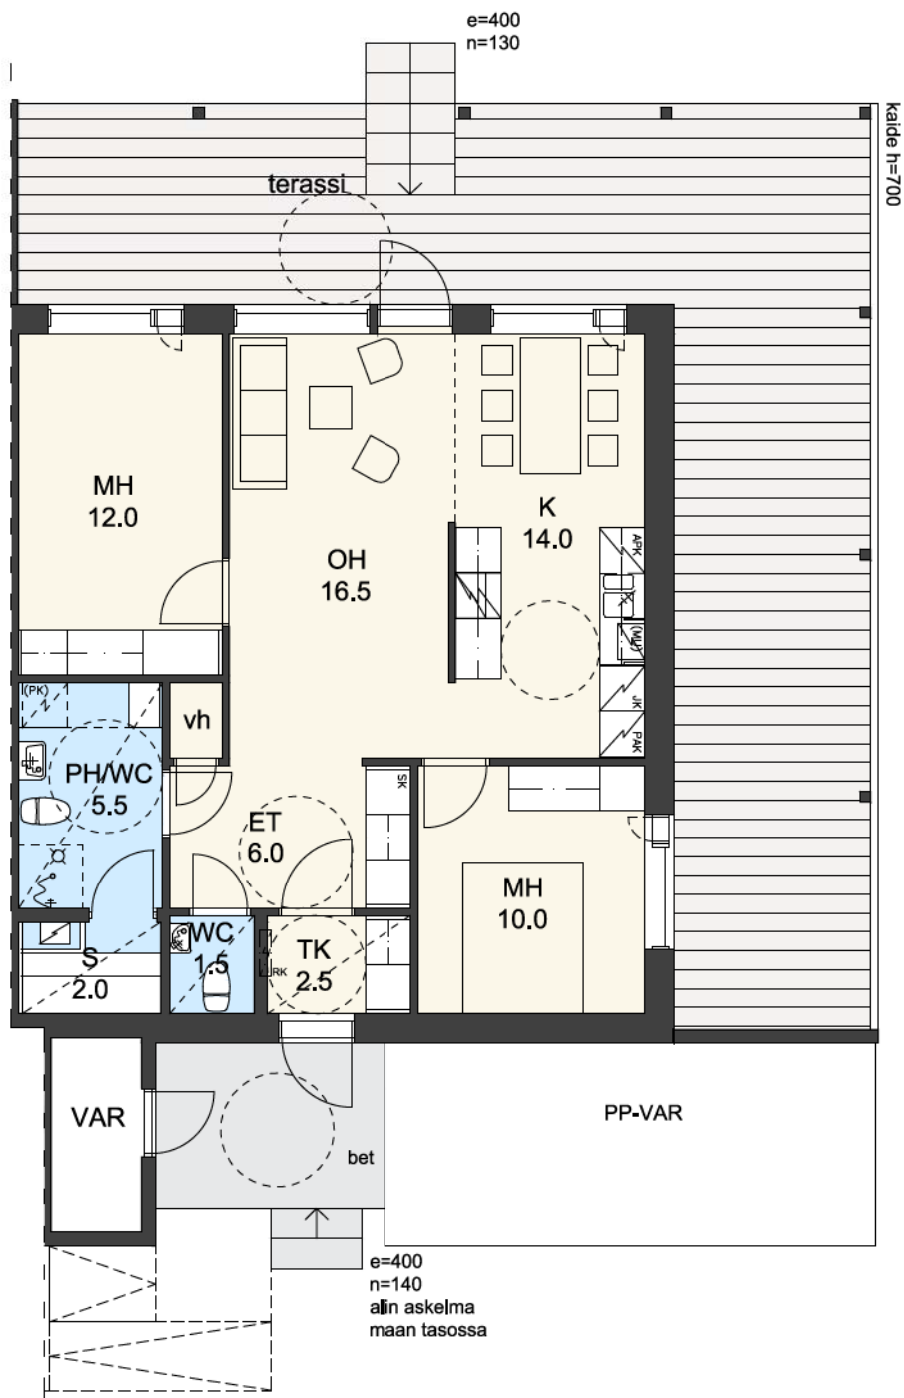 e=400
n=130
kaide h=700
terassi
MH
12.0
OH
16.5
K
14.0
APK
(MU)
JK
PAK
(PK)
vh
PH/WC
5.5
SK
ET
6.0
MH
10.0
S
2.0
WC
1.5
RK
TK
2.5
VAR
PP-VAR
bet
e=400
n=140
alin askelma
maan tasossa